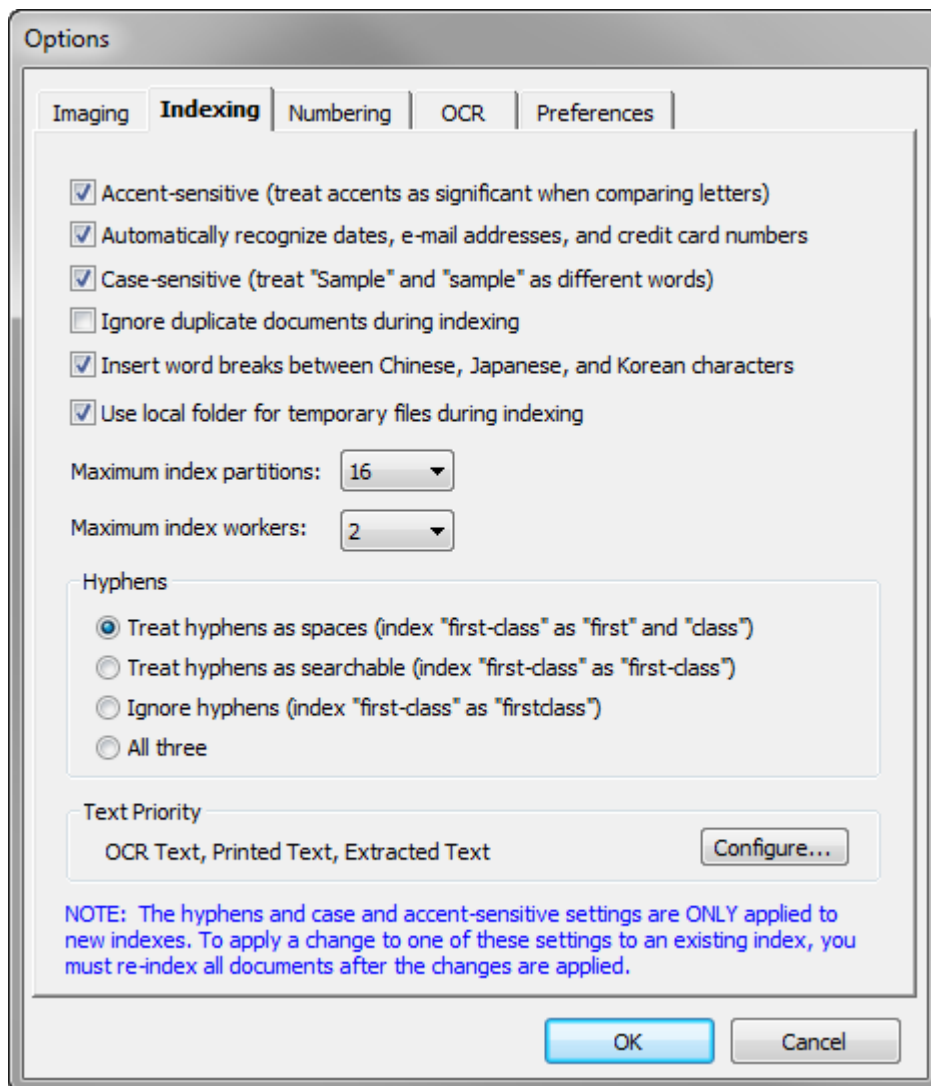 Options
Imaging Indexing Numbering OCR Preferences
Accent-sensitive (treat accents as significant when comparing letters)
Automatically recognize dates, e-mail addresses, and credit card numbers
Case-sensitive (treat "Sample" and "sample" as different words)
Ignore duplicate documents during indexing
Insert word breaks between Chinese, Japanese, and Korean characters
Use local folder for temporary files during indexing
Maximum index partitions: 16
Maximum index workers: 2
Hyphens
Treat hyphens as spaces (index "first-class" as "first" and "class")
Treat hyphens as searchable (index "first-class" as "first-class")
Ignore hyphens (index "first-class" as "firstclass")
All three
Text Priority
OCR Text, Printed Text, Extracted Text Configure...
NOTE: The hyphens and case and accent-sensitive settings are ONLY applied to
new indexes. To apply a change to one of these settings to an existing index, you
must re-index all documents after the changes are applied.
OK Cancel